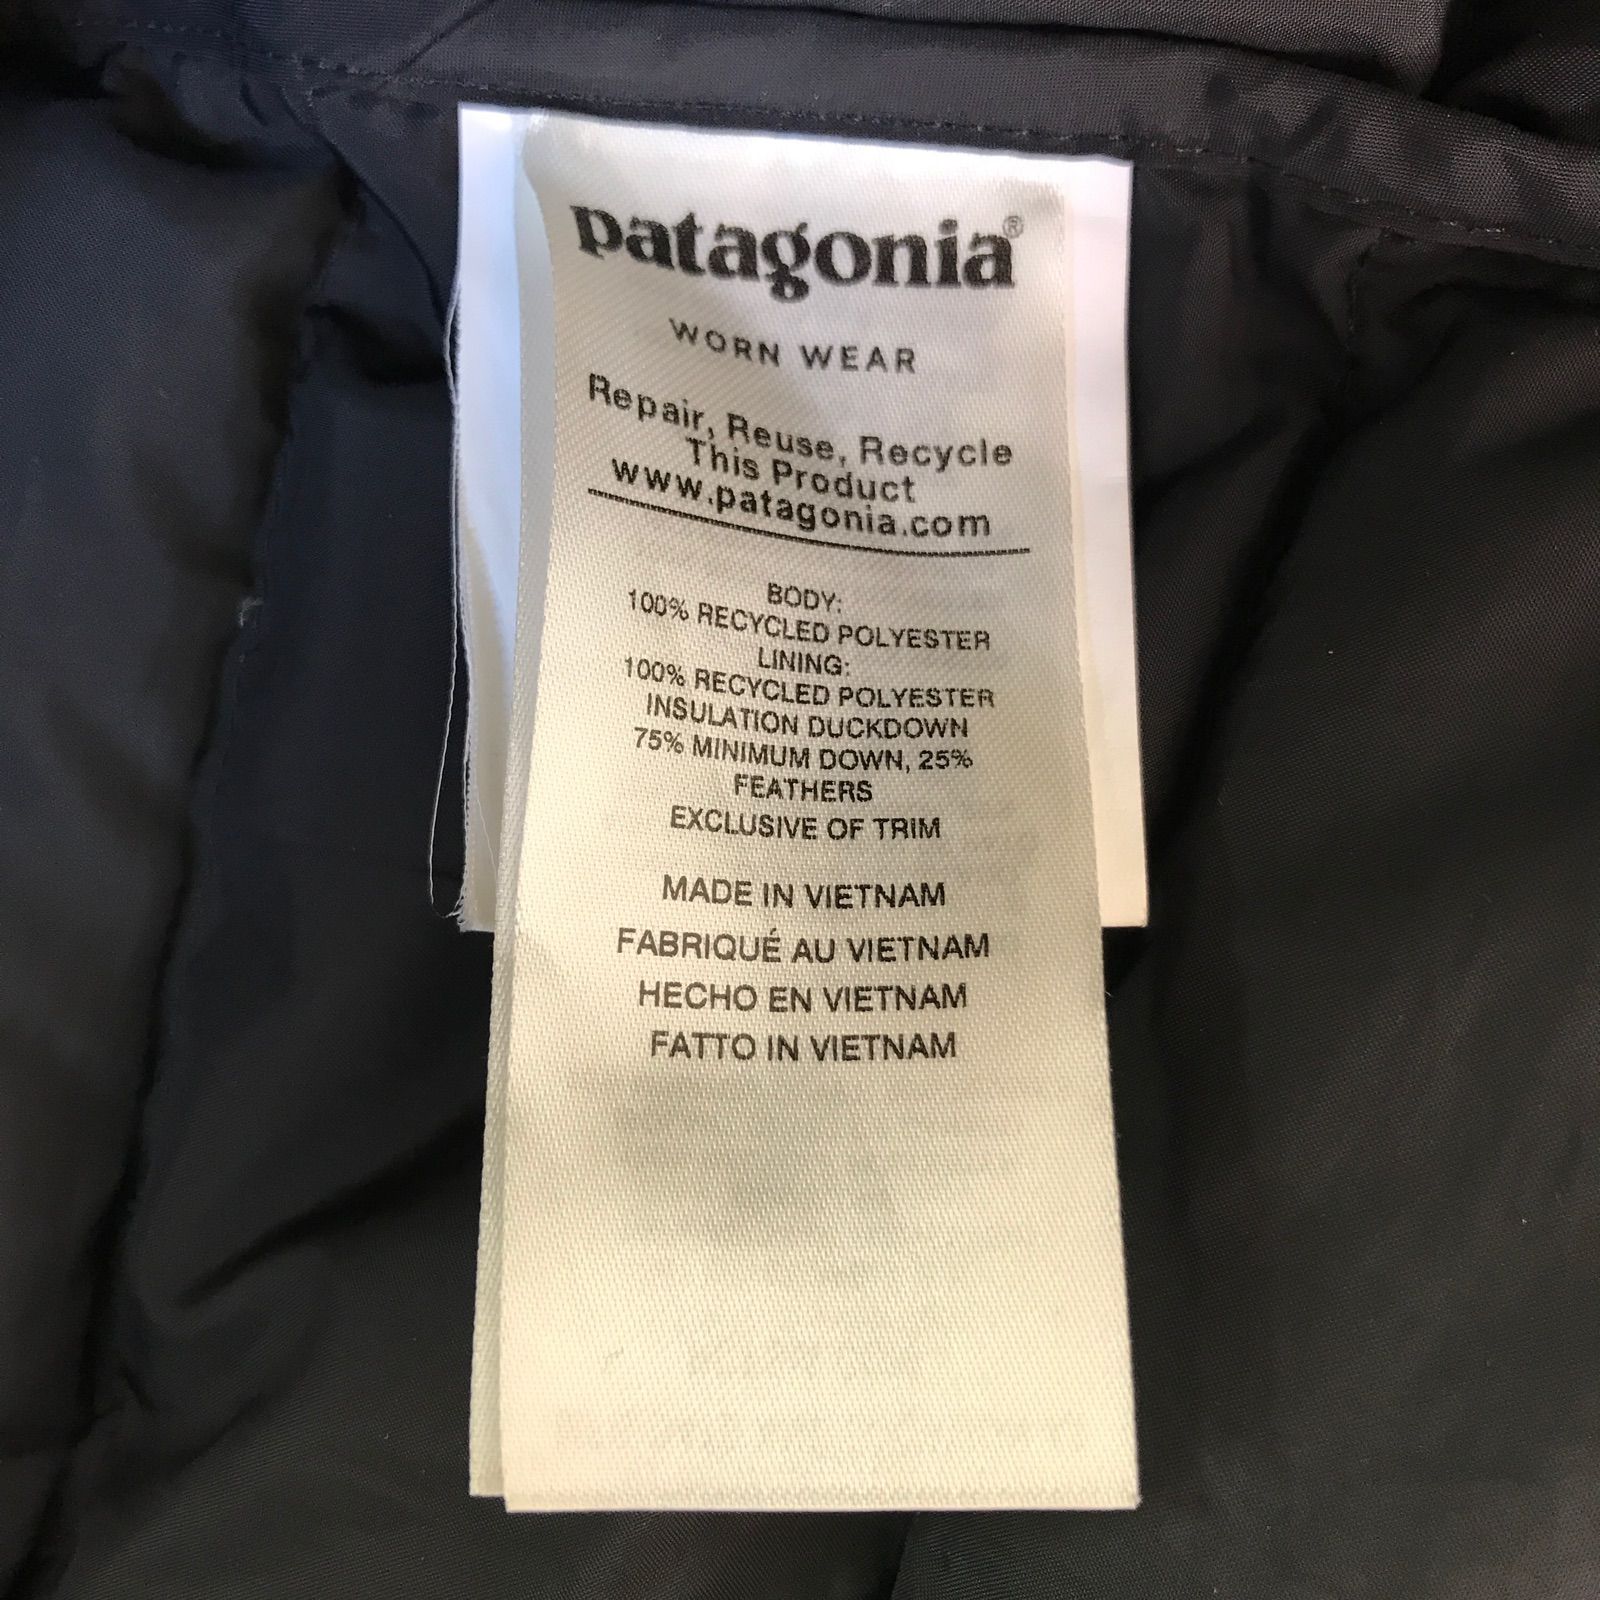 patagonia®
WORN WEAR
Repair, Reuse, Recycle
This Product
www.patagonia.com
BODY:
100% RECYCLED POLYESTER
LINING:
100% RECYCLED POLYESTER
INSULATION DUCKDOWN
75% MINIMUM DOWN, 25%
FEATHERS
EXCLUSIVE OF TRIM
MADE IN VIETNAM
FABRIQUÉ AU VIETNAM
HECHO EN VIETNAM
FATTO IN VIETNAM